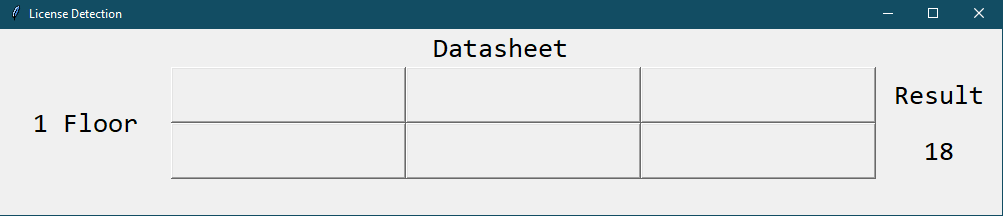 License Detection
Datasheet
Result
1 Floor
18